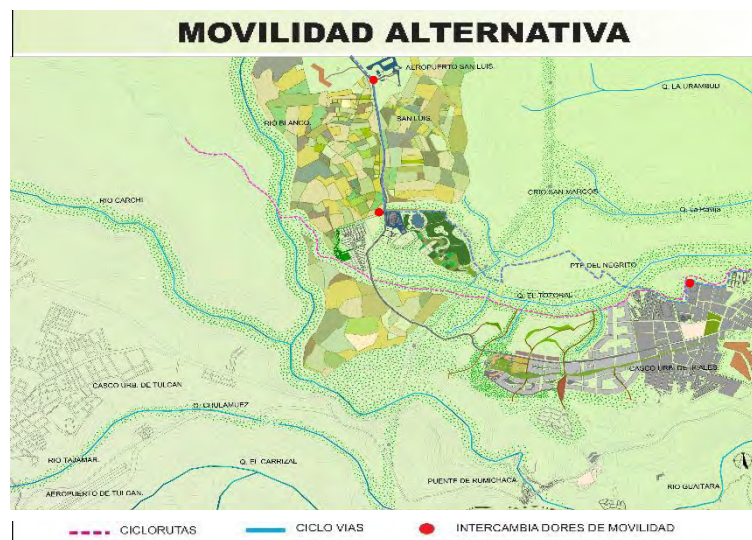 MOVILIDAD ALTERNATIVA
AEROPUERTO SAN LUIS.
Q. LA URAMBUD
RIO BLANCO.
SAN LUIS.
CRIO SAN MARCOS
RIO CARCHI
Q. La Rabija
PTE DEL NEGRITO
Q. EL TOTORAL
CASCO URB. DE IPIALES
CASCO URB. DE TULCAN
Q. CHULAMUEZ
RIO TAJAMAR.
Q. EL CARRIZAL
PUENTE DE RUMICHACA
RIO GUAITARA
AEROPUERTO DE TULCAN.
CICLORUTAS
CICLO VIAS
INTERCAMBIA DORES DE MOVILIDAD